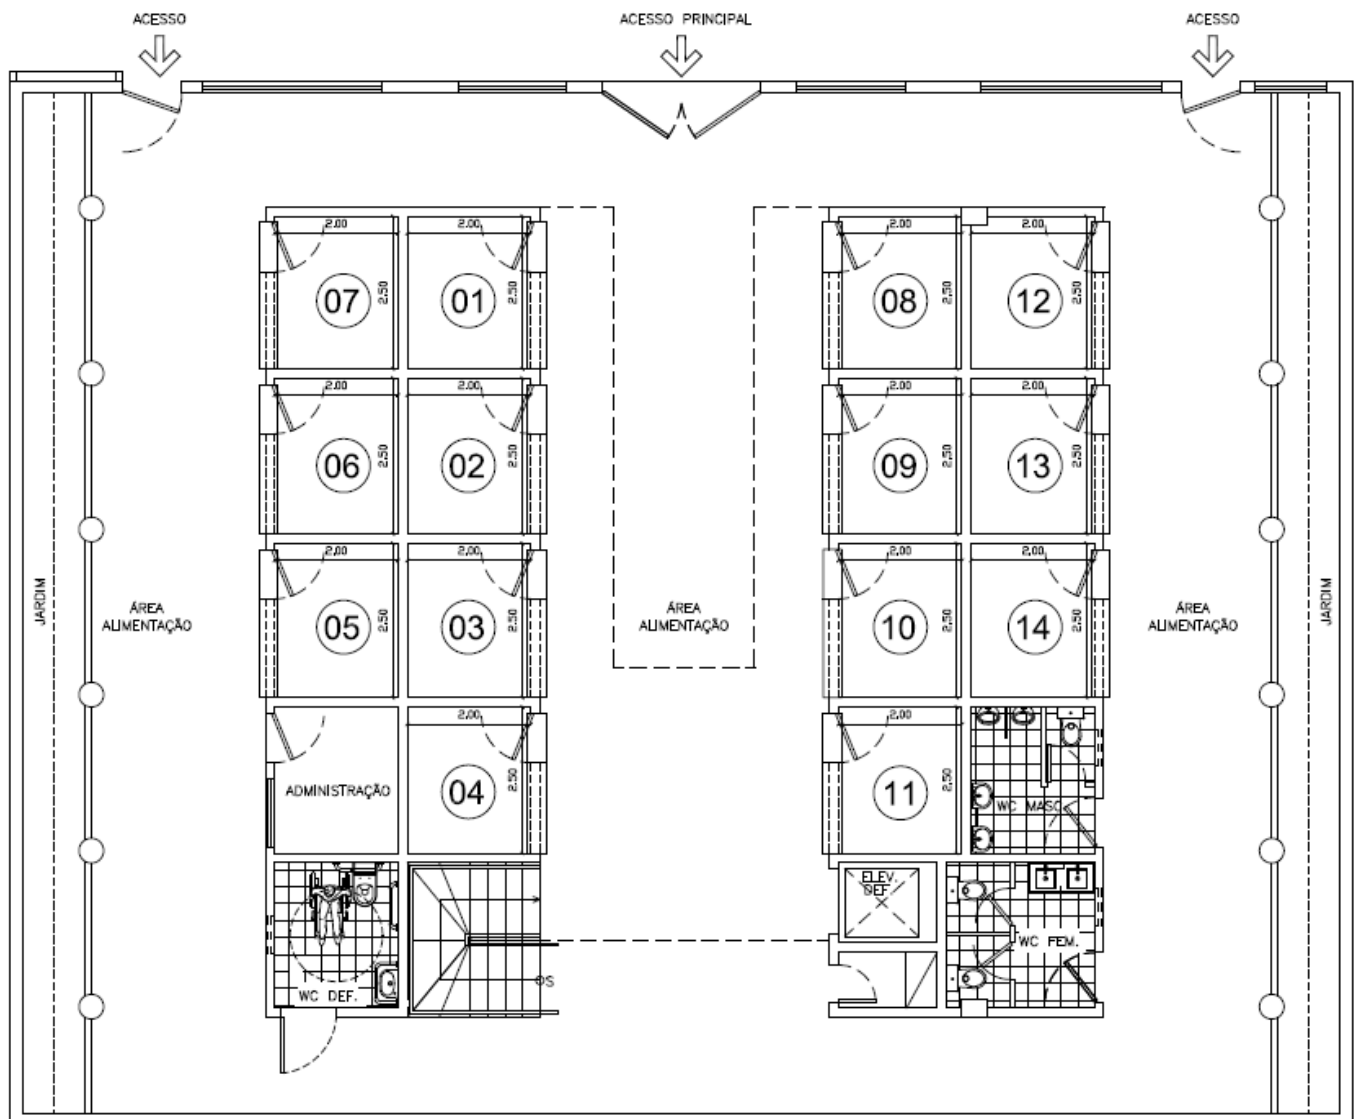 ACESSO
ACESSO PRINCIPAL
ACESSO
2.00
2.00
2.00
2.00
07
2,50
01
2,50
08
2,50
12
2,50
2.00
2.00
2.00
2.00
06
2,50
02
2,50
09
2,50
13
2,50
2.00
2.00
2.00
2.00
JARDIM
ÁREA
ALIMENTAÇÃO
05
2,50
03
2,50
ÁREA
ALIMENTAÇÃO
10
2,50
14
2,50
ÁREA
ALIMENTAÇÃO
JARDIM
2.00
2.00
ADMINISTRAÇÃO
04
2,50
11
2,50
WC MASC
ELEV.
DEF.
WC FEM.
WC DEF.
S